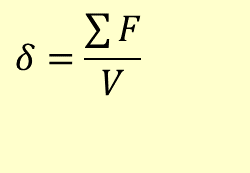 δ = ∑ F / V